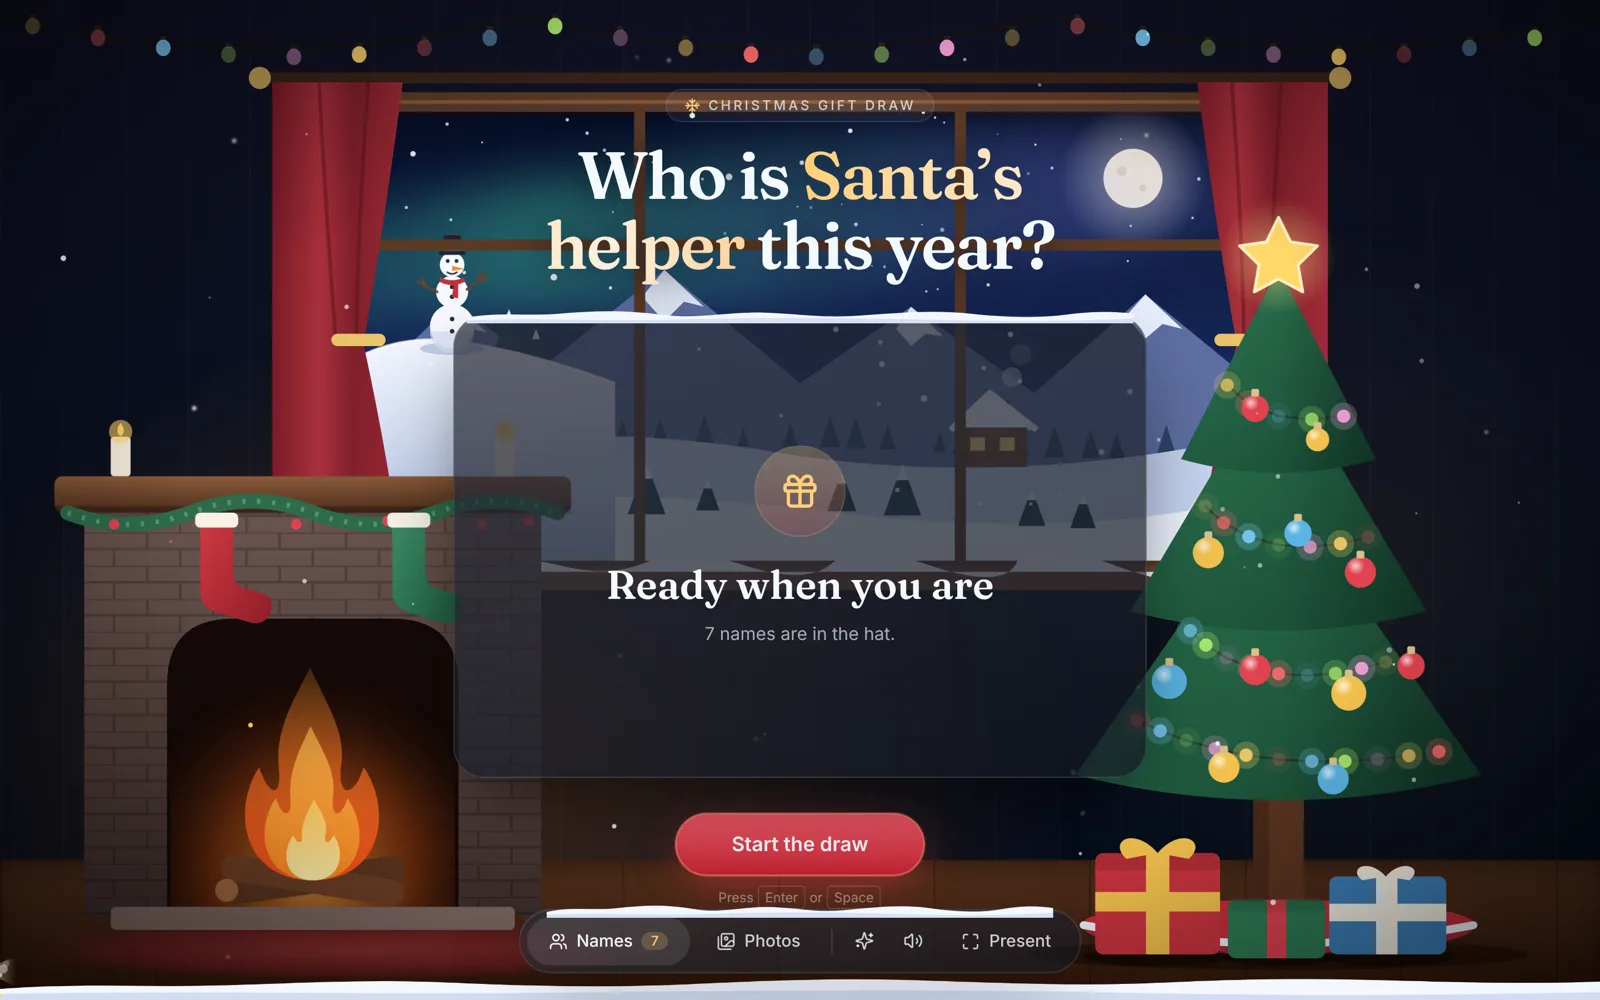 CHRISTMAS GIFT DRAW
Who is Santa’s
helper this year?
Ready when you are
7 names are in the hat.
Start the draw
Press Enter or Space
Names 7 Photos Present